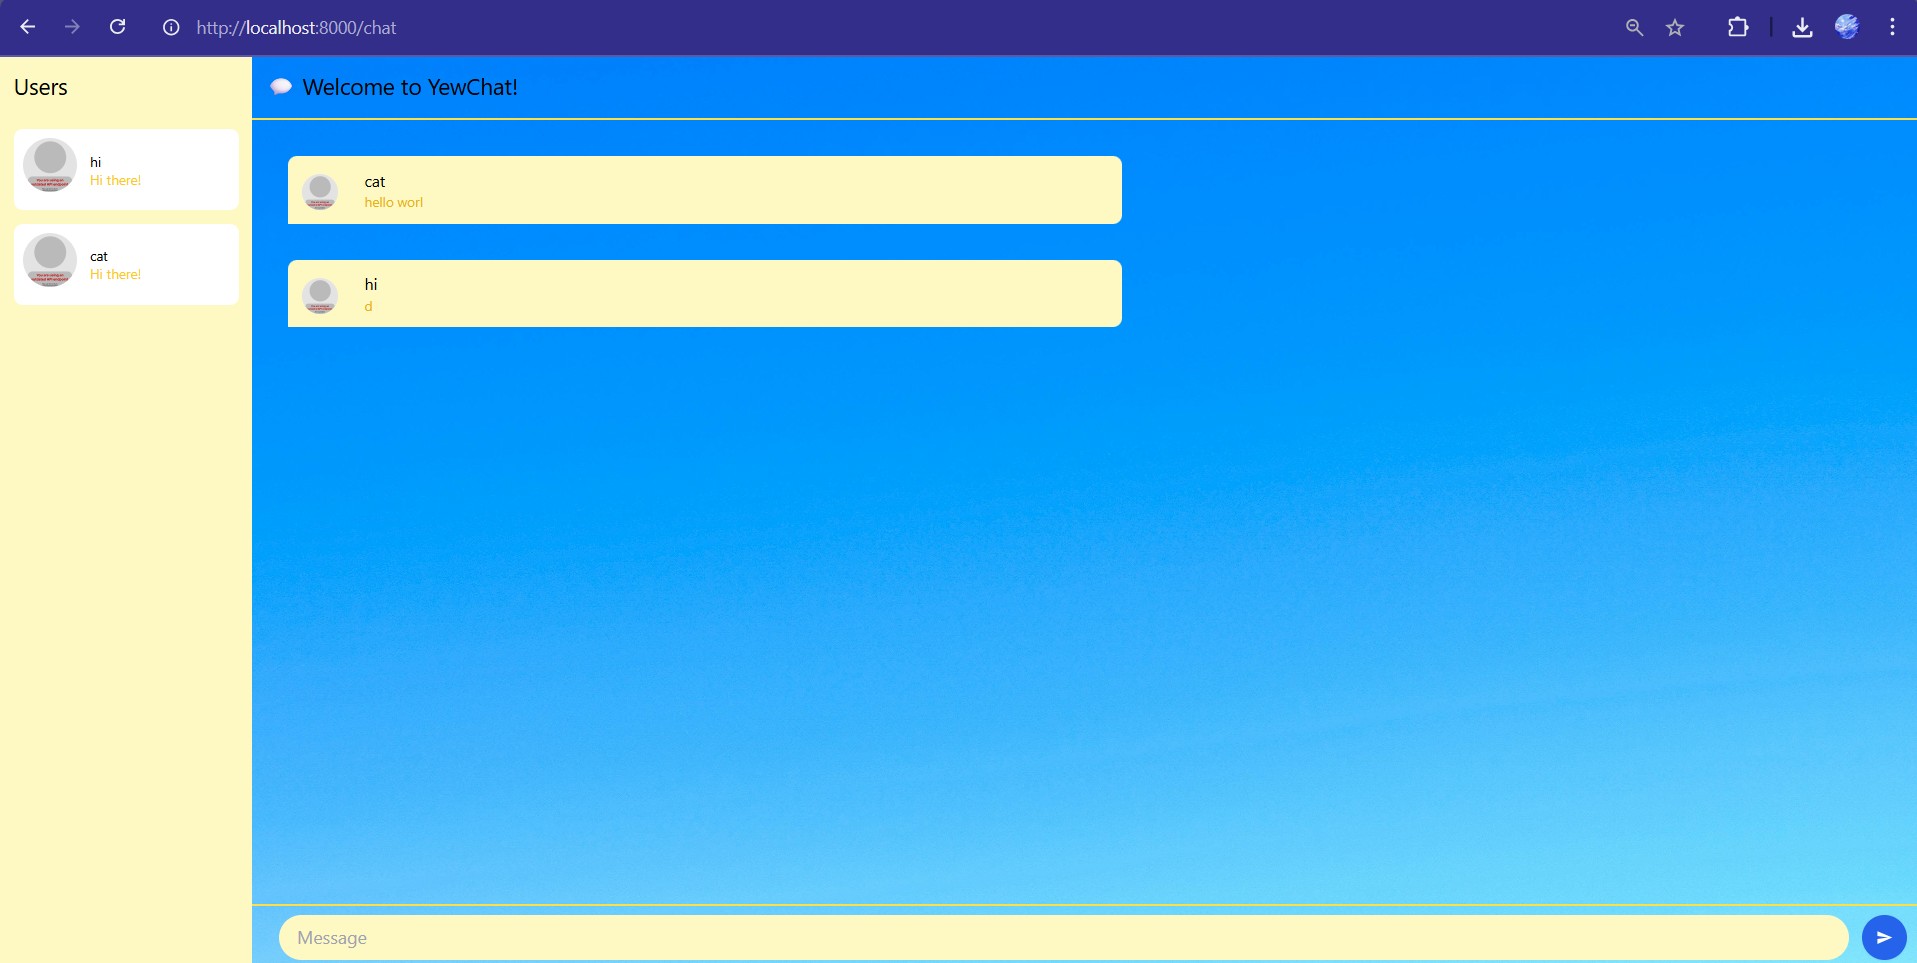 http://localhost:8000/chat
Users
hi
Hi there!
cat
Hi there!
Welcome to YewChat!
cat
hello worl
hi
d
Message